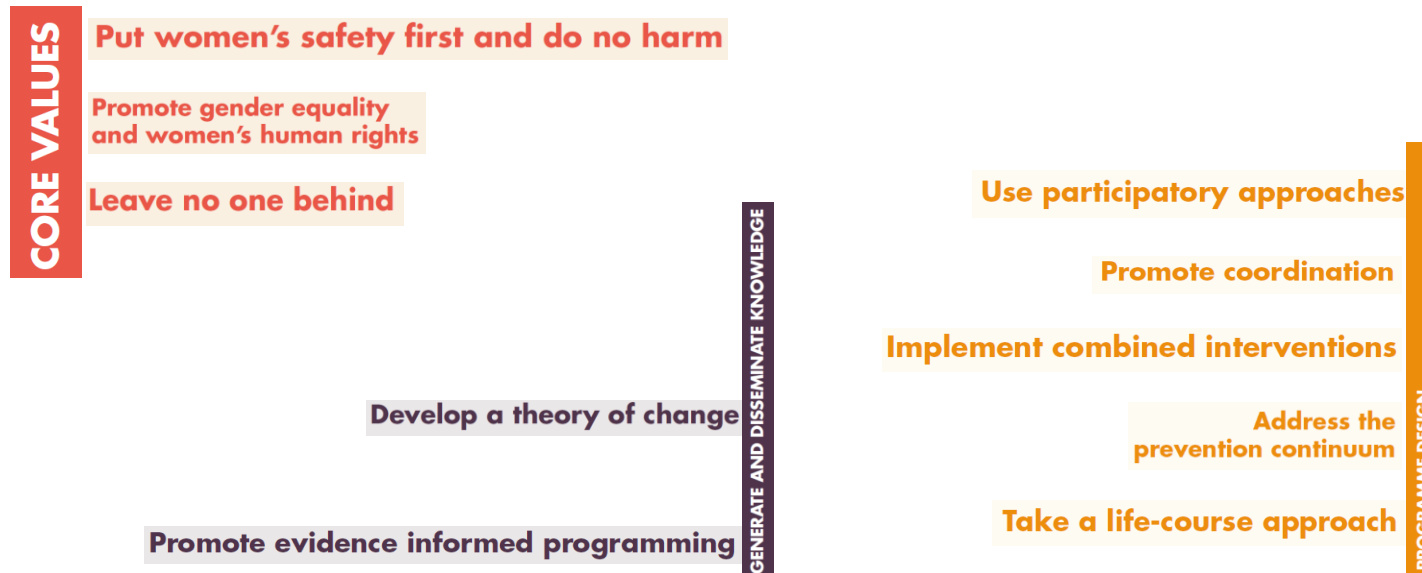 CORE VALUES
Put women's safety first and do no harm
Promote gender equality
and women's human rights
Leave no one behind
GENERATE AND DISSEMINATE KNOWLEDGE
Develop a theory of change
Promote evidence informed programming
Use participatory approaches
Promote coordination
Implement combined interventions
Address the
prevention continuum
Take a life-course approach
PROGRAMME DESIGN